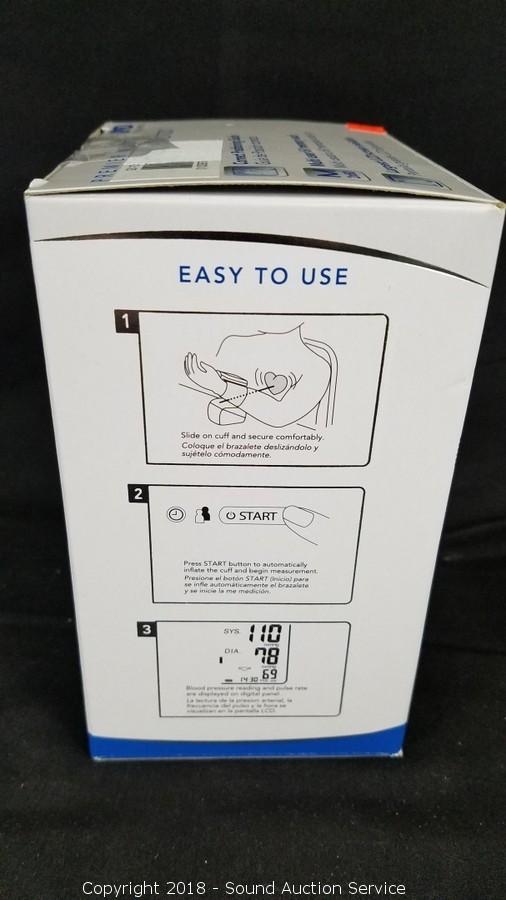 PREMIER
EASY TO USE
1
Slide on cuff and secure comfortably.
Coloque el brazalete deslizándolo y
sujételo cómodamente.
2
START
Press START button to automatically
inflate the cuff and begin measurement.
Presione el botón START (Inicio) para
se infle automáticamente el brazalete
y se inicie la me medición.
3
SYS. 110
DIA. 78
69
14:30
Blood pressure reading and pulse rate
are displayed on digital panel.
La lectura de la presion arterial, la
frecuencia del pulso y la hora se
visualizan en la pantalla LCD.
Copyright 2018 - Sound Auction Service